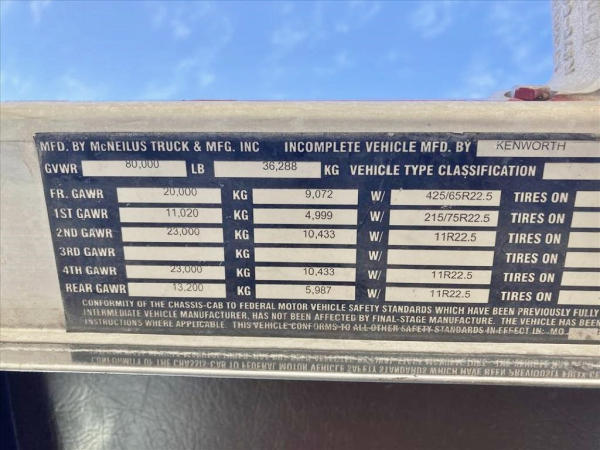 MFD. BY McNEILUS TRUCK & MFG. INC INCOMPLETE VEHICLE MFD. BY KENWORTH
GVWR 80,000 LB 36,288 KG VEHICLE TYPE CLASSIFICATION
FR. GAWR 20,000 KG 9,072 W/ 425/65R22.5 TIRES ON
1ST GAWR 11,020 KG 4,999 W/ 215/75R22.5 TIRES ON
2ND GAWR 23,000 KG 10,433 W/ 11R22.5 TIRES ON
3RD GAWR KG W/ TIRES ON
4TH GAWR 23,000 KG 10,433 W/ 11R22.5 TIRES ON
REAR GAWR 13,200 KG 5,987 W/ 11R22.5 TIRES ON
CONFORMITY OF THE CHASSIS-CAB TO FEDERAL MOTOR VEHICLE SAFETY STANDARDS WHICH HAVE BEEN PREVIOUSLY FULLY
INTERMEDIATE VEHICLE MANUFACTURER, HAS NOT BEEN AFFECTED BY FINAL-STAGE MANUFACTURE. THE VEHICLE HAS BEEN
INSTRUCTIONS WHERE APPLICABLE. THIS VEHICLE CONFORMS TO ALL OTHER SAFETY STANDARDS IN EFFECT IN: MO.